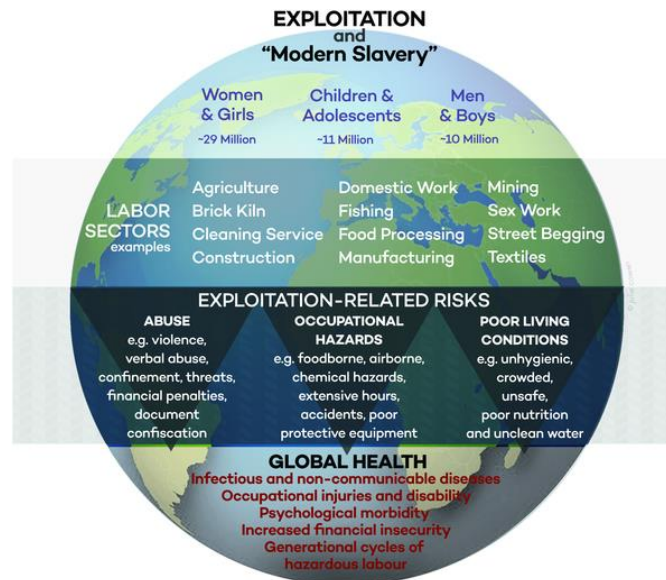 EXPLOITATION
and
“Modern Slavery”
Women
& Girls
~29 Million
Children &
Adolescents
~11 Million
Men
& Boys
~10 Million
LABOR
SECTORS
examples
Agriculture
Brick Kiln
Cleaning Service
Construction
Domestic Work
Fishing
Food Processing
Manufacturing
Mining
Sex Work
Street Begging
Textiles
EXPLOITATION-RELATED RISKS
ABUSE
e.g. violence,
verbal abuse,
confinement, threats,
financial penalties,
document
confiscation
OCCUPATIONAL
HAZARDS
e.g. foodborne, airborne,
chemical hazards,
extensive hours,
accidents, poor
protective equipment
POOR LIVING
CONDITIONS
e.g. unhygienic,
crowded,
unsafe,
poor nutrition
and unclean water
GLOBAL HEALTH
Infectious and non-communicable diseases
Occupational injuries and disability
Psychological morbidity
Increased financial insecurity
Generational cycles of
hazardous labour